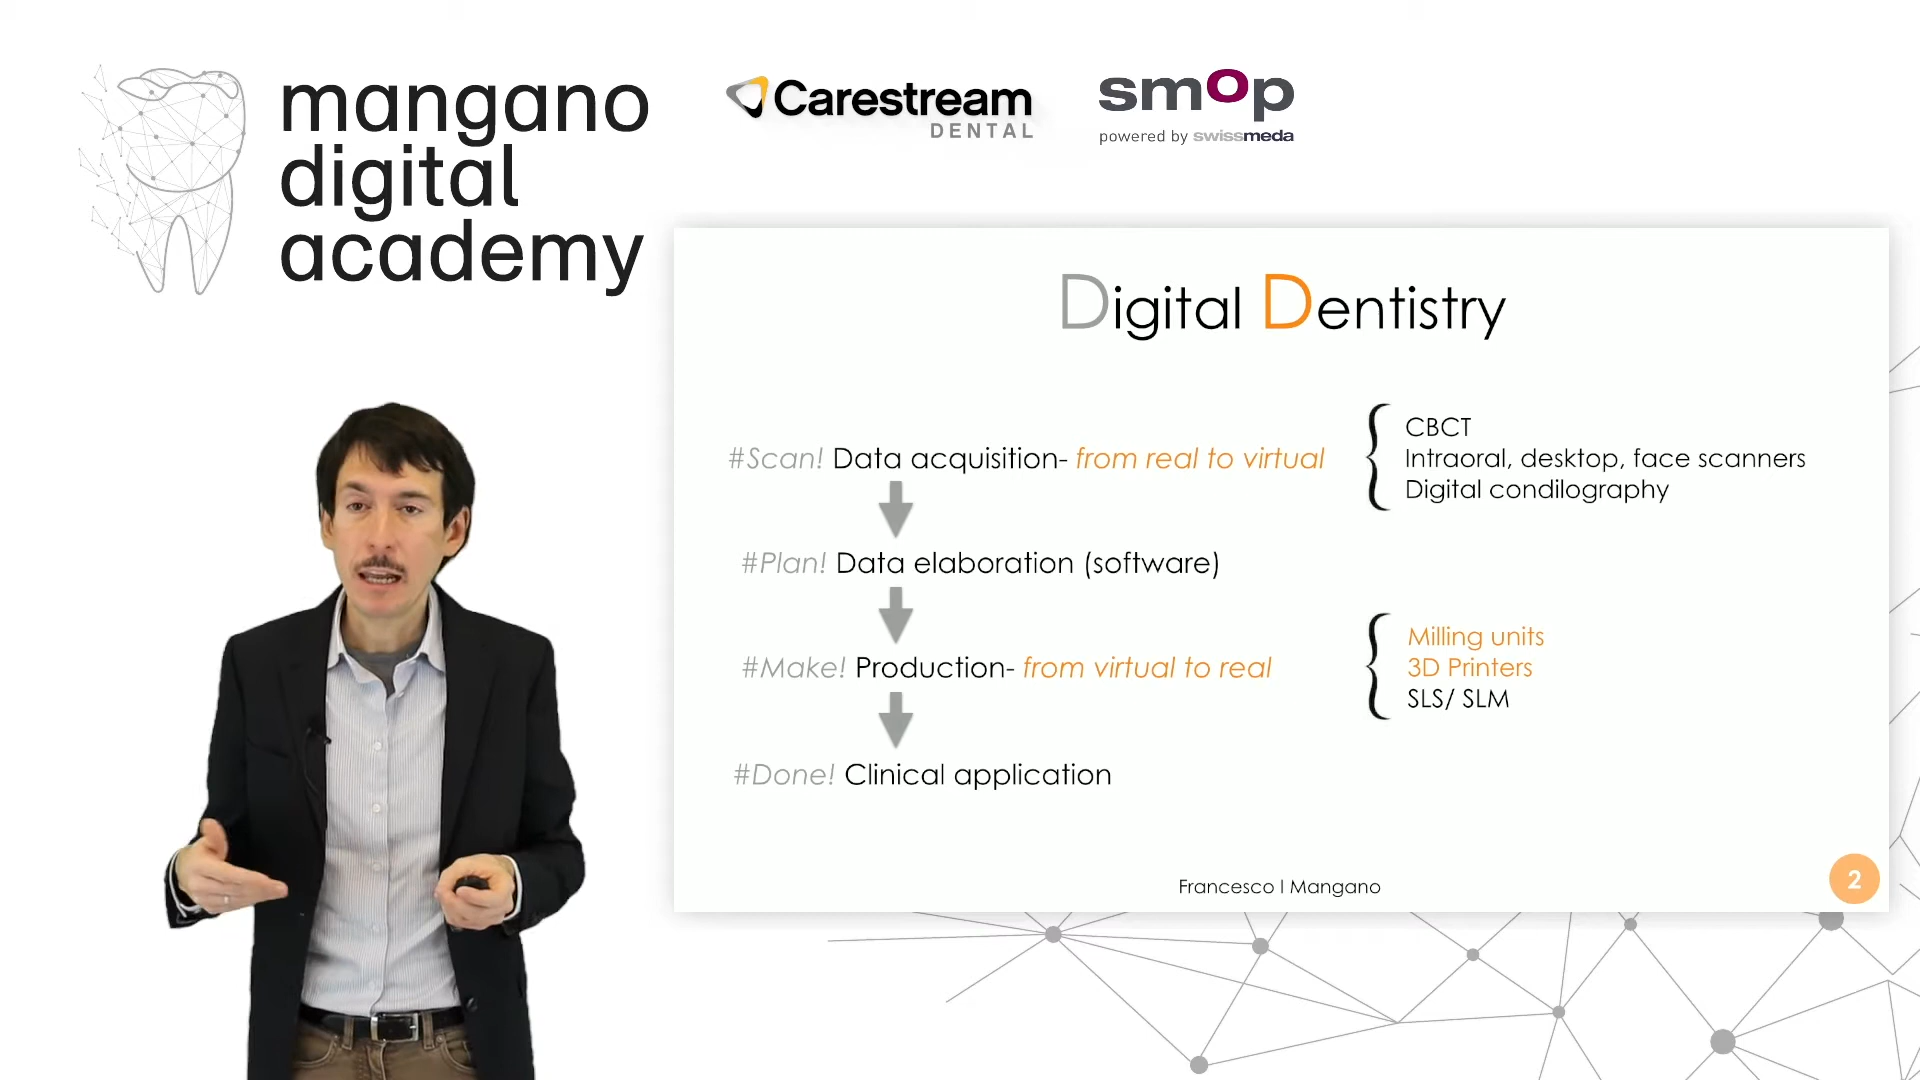 mangano
digital
academy
Carestream
DENTAL
smop
powered by swissmeda
Digital Dentistry
#Scan! Data acquisition- from real to virtual
CBCT
Intraoral, desktop, face scanners
Digital condilography
#Plan! Data elaboration (software)
#Make! Production- from virtual to real
Milling units
3D Printers
SLS/ SLM
#Done! Clinical application
Francesco I Mangano
2